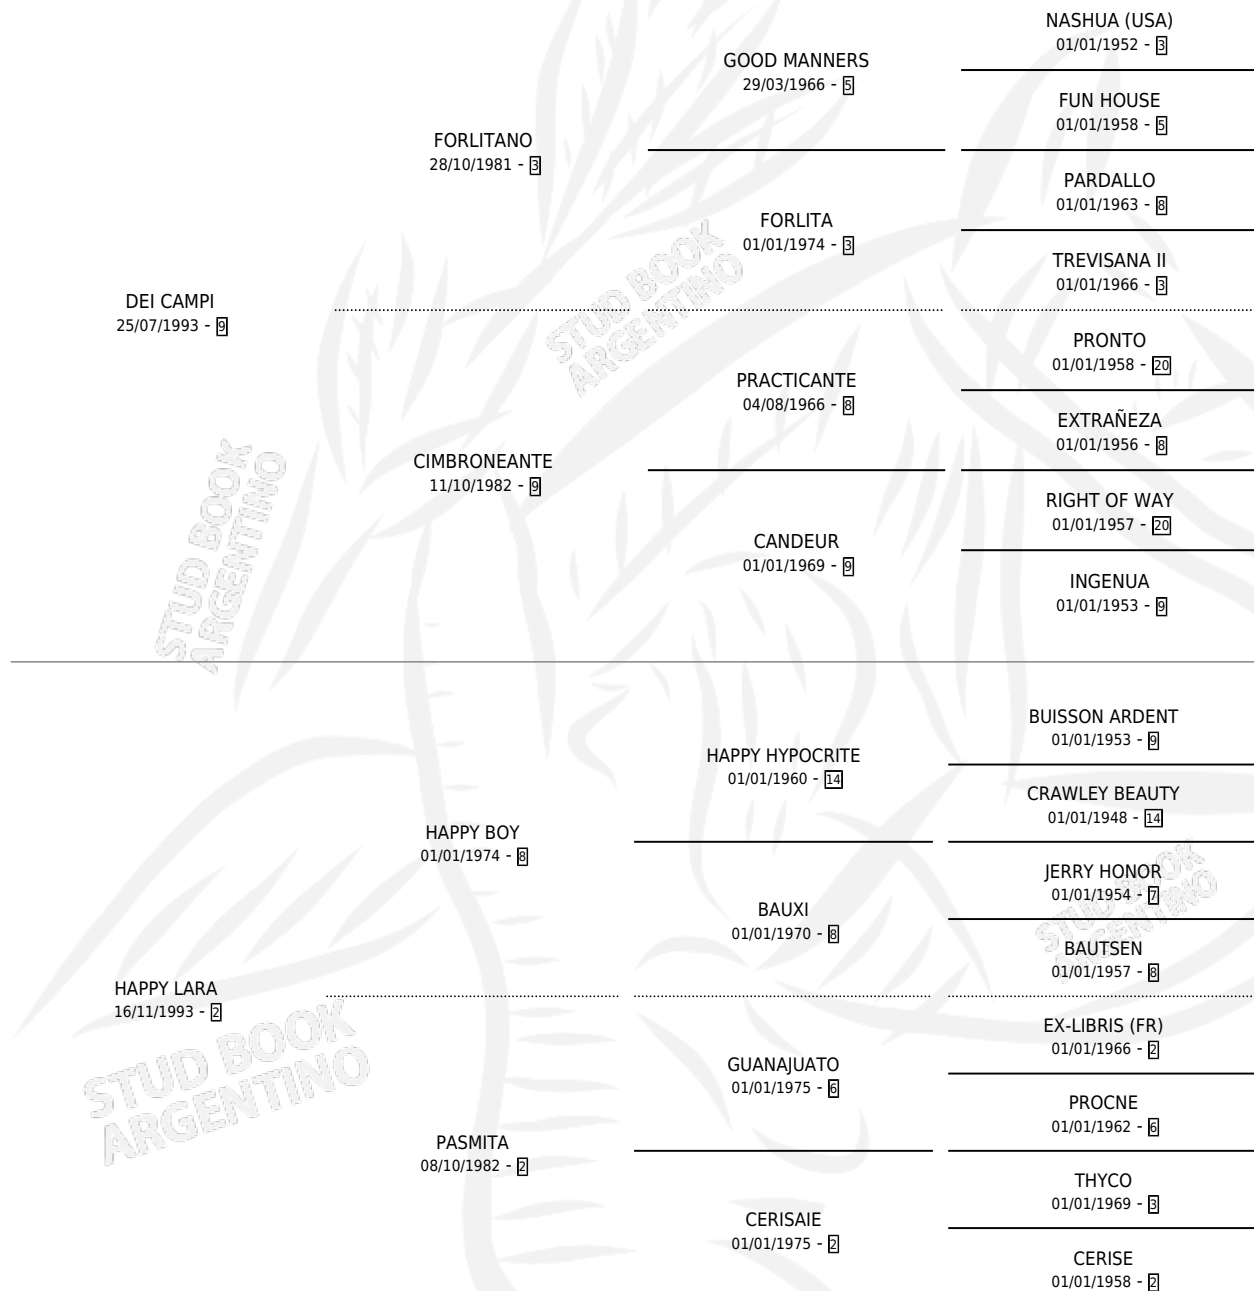 NASHUA (USA)
01/01/1952 - 3
GOOD MANNERS
29/03/1966 - 5
FUN HOUSE
01/01/1958 - 5
FORLITANO
28/10/1981 - 3
PARDALLO
01/01/1963 - 8
FORLITA
01/01/1974 - 3
TREVISANA II
01/01/1966 - 3
DEI CAMPI
25/07/1993 - 9
PRONTO
01/01/1958 - 20
PRACTICANTE
04/08/1966 - 8
EXTRAÑEZA
01/01/1956 - 8
CIMBRONEANTE
11/10/1982 - 9
RIGHT OF WAY
01/01/1957 - 20
CANDEUR
01/01/1969 - 9
INGENUA
01/01/1953 - 9
BUISSON ARDENT
01/01/1953 - 9
HAPPY HYPOCRITE
01/01/1960 - 14
CRAWLEY BEAUTY
01/01/1948 - 14
HAPPY BOY
01/01/1974 - 8
JERRY HONOR
01/01/1954 - 7
BAUXI
01/01/1970 - 8
BAUTSEN
01/01/1957 - 8
HAPPY LARA
16/11/1993 - 2
EX-LIBRIS (FR)
01/01/1966 - 2
GUANAJUATO
01/01/1975 - 6
PROCNE
01/01/1962 - 6
PASMITA
08/10/1982 - 2
THYCO
01/01/1969 - 3
CERISAIE
01/01/1975 - 2
CERISE
01/01/1958 - 2
STUD BOOK
ARGENTINO
STUD BOOK
ARGENTINO
STUD BOOK
ARGENTINO
STUD BOOK
ARGENTINO